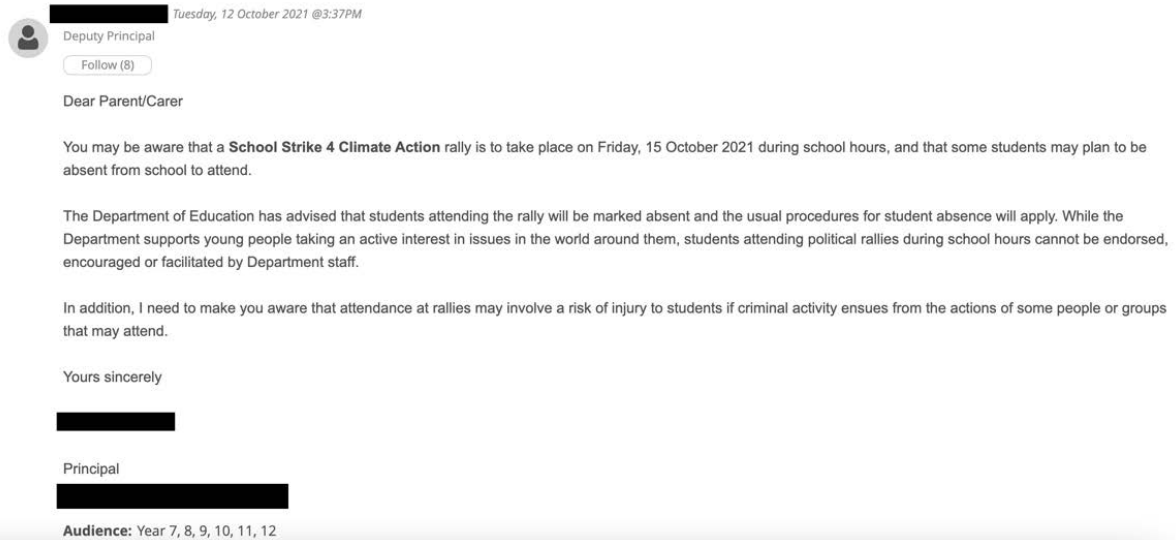 Tuesday, 12 October 2021 @3:37PM
Deputy Principal
Follow (8)
Dear Parent/Carer
You may be aware that a School Strike 4 Climate Action rally is to take place on Friday, 15 October 2021 during school hours, and that some students may plan to be
absent from school to attend.
The Department of Education has advised that students attending the rally will be marked absent and the usual procedures for student absence will apply. While the
Department supports young people taking an active interest in issues in the world around them, students attending political rallies during school hours cannot be endorsed,
encouraged or facilitated by Department staff.
In addition, I need to make you aware that attendance at rallies may involve a risk of injury to students if criminal activity ensues from the actions of some people or groups
that may attend.
Yours sincerely
Principal
Audience: Year 7, 8, 9, 10, 11, 12